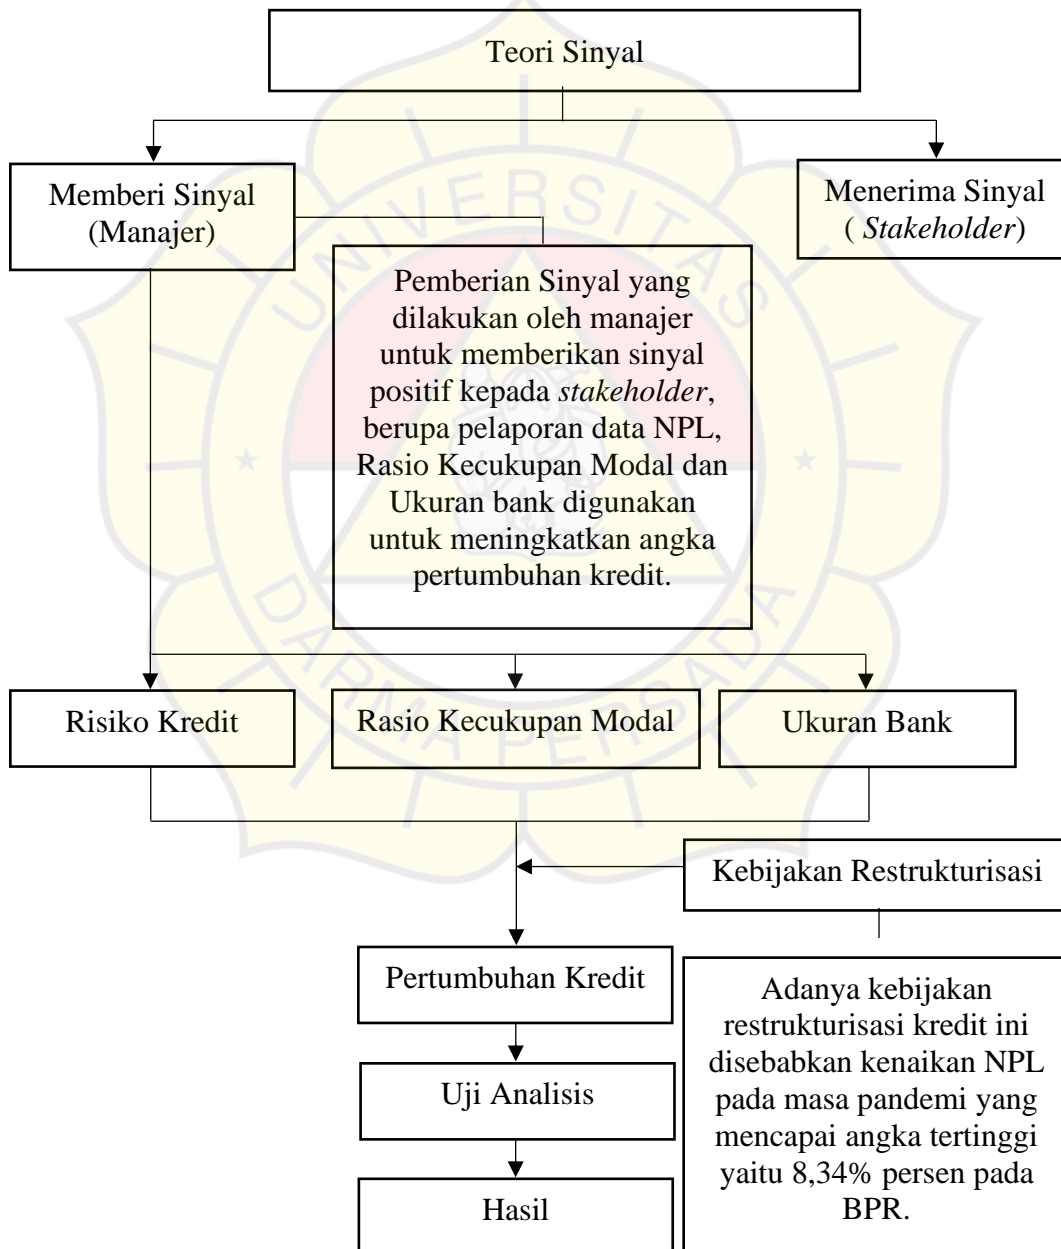 Teori Sinyal
Memberi Sinyal
(Manajer)
Menerima Sinyal
( Stakeholder)
Pemberian Sinyal yang
dilakukan oleh manajer
untuk memberikan sinyal
positif kepada stakeholder,
berupa pelaporan data NPL,
Rasio Kecukupan Modal dan
Ukuran bank digunakan
untuk meningkatkan angka
pertumbuhan kredit.
Risiko Kredit
Rasio Kecukupan Modal
Ukuran Bank
Kebijakan Restrukturisasi
Pertumbuhan Kredit
Adanya kebijakan
restrukturisasi kredit ini
disebabkan kenaikan NPL
pada masa pandemi yang
mencapai angka tertinggi
yaitu 8,34% persen pada
BPR.
Uji Analisis
Hasil
UNIVERSITAS
DARMA PERSADA